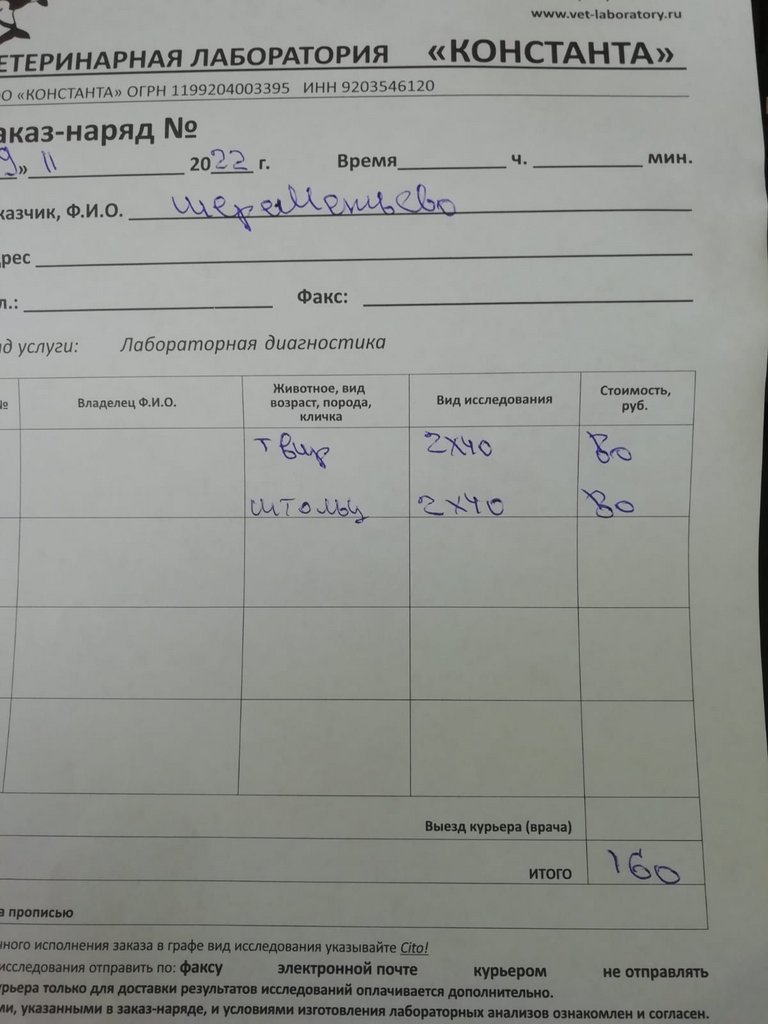 www.vet-laboratory.ru
ЕТЕРИНАРНАЯ ЛАБОРАТОРИЯ «КОНСТАНТА»
О «КОНСТАНТА» ОГРН 1199204003395 ИНН 9203546120
аказ-наряд №
9» 11 2022 г. Время ч. мин.
казчик, Ф.И.О. шереметьево
рес
л.: Факс:
д услуги: Лабораторная диагностика
№ Владелец Ф.И.О. Животное, вид возраст, порода, кличка Вид исследования Стоимость, руб.
твир 2х40 80
штольц 2х40 80
Выезд курьера (врача)
ИТОГО 160
а прописью
чного исполнения заказа в графе вид исследования указывайте Cito!
исследования отправить по: факсу электронной почте курьером не отправлять
рьера только для доставки результатов исследований оплачивается дополнительно.
ми, указанными в заказ-наряде, и условиями изготовления лабораторных анализов ознакомлен и согласен.